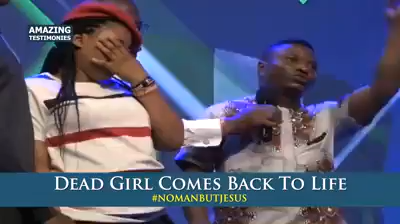 AMAZING
TESTIMONIES
DEAD GIRL COMES BACK TO LIFE
#NOMANBUTJESUS